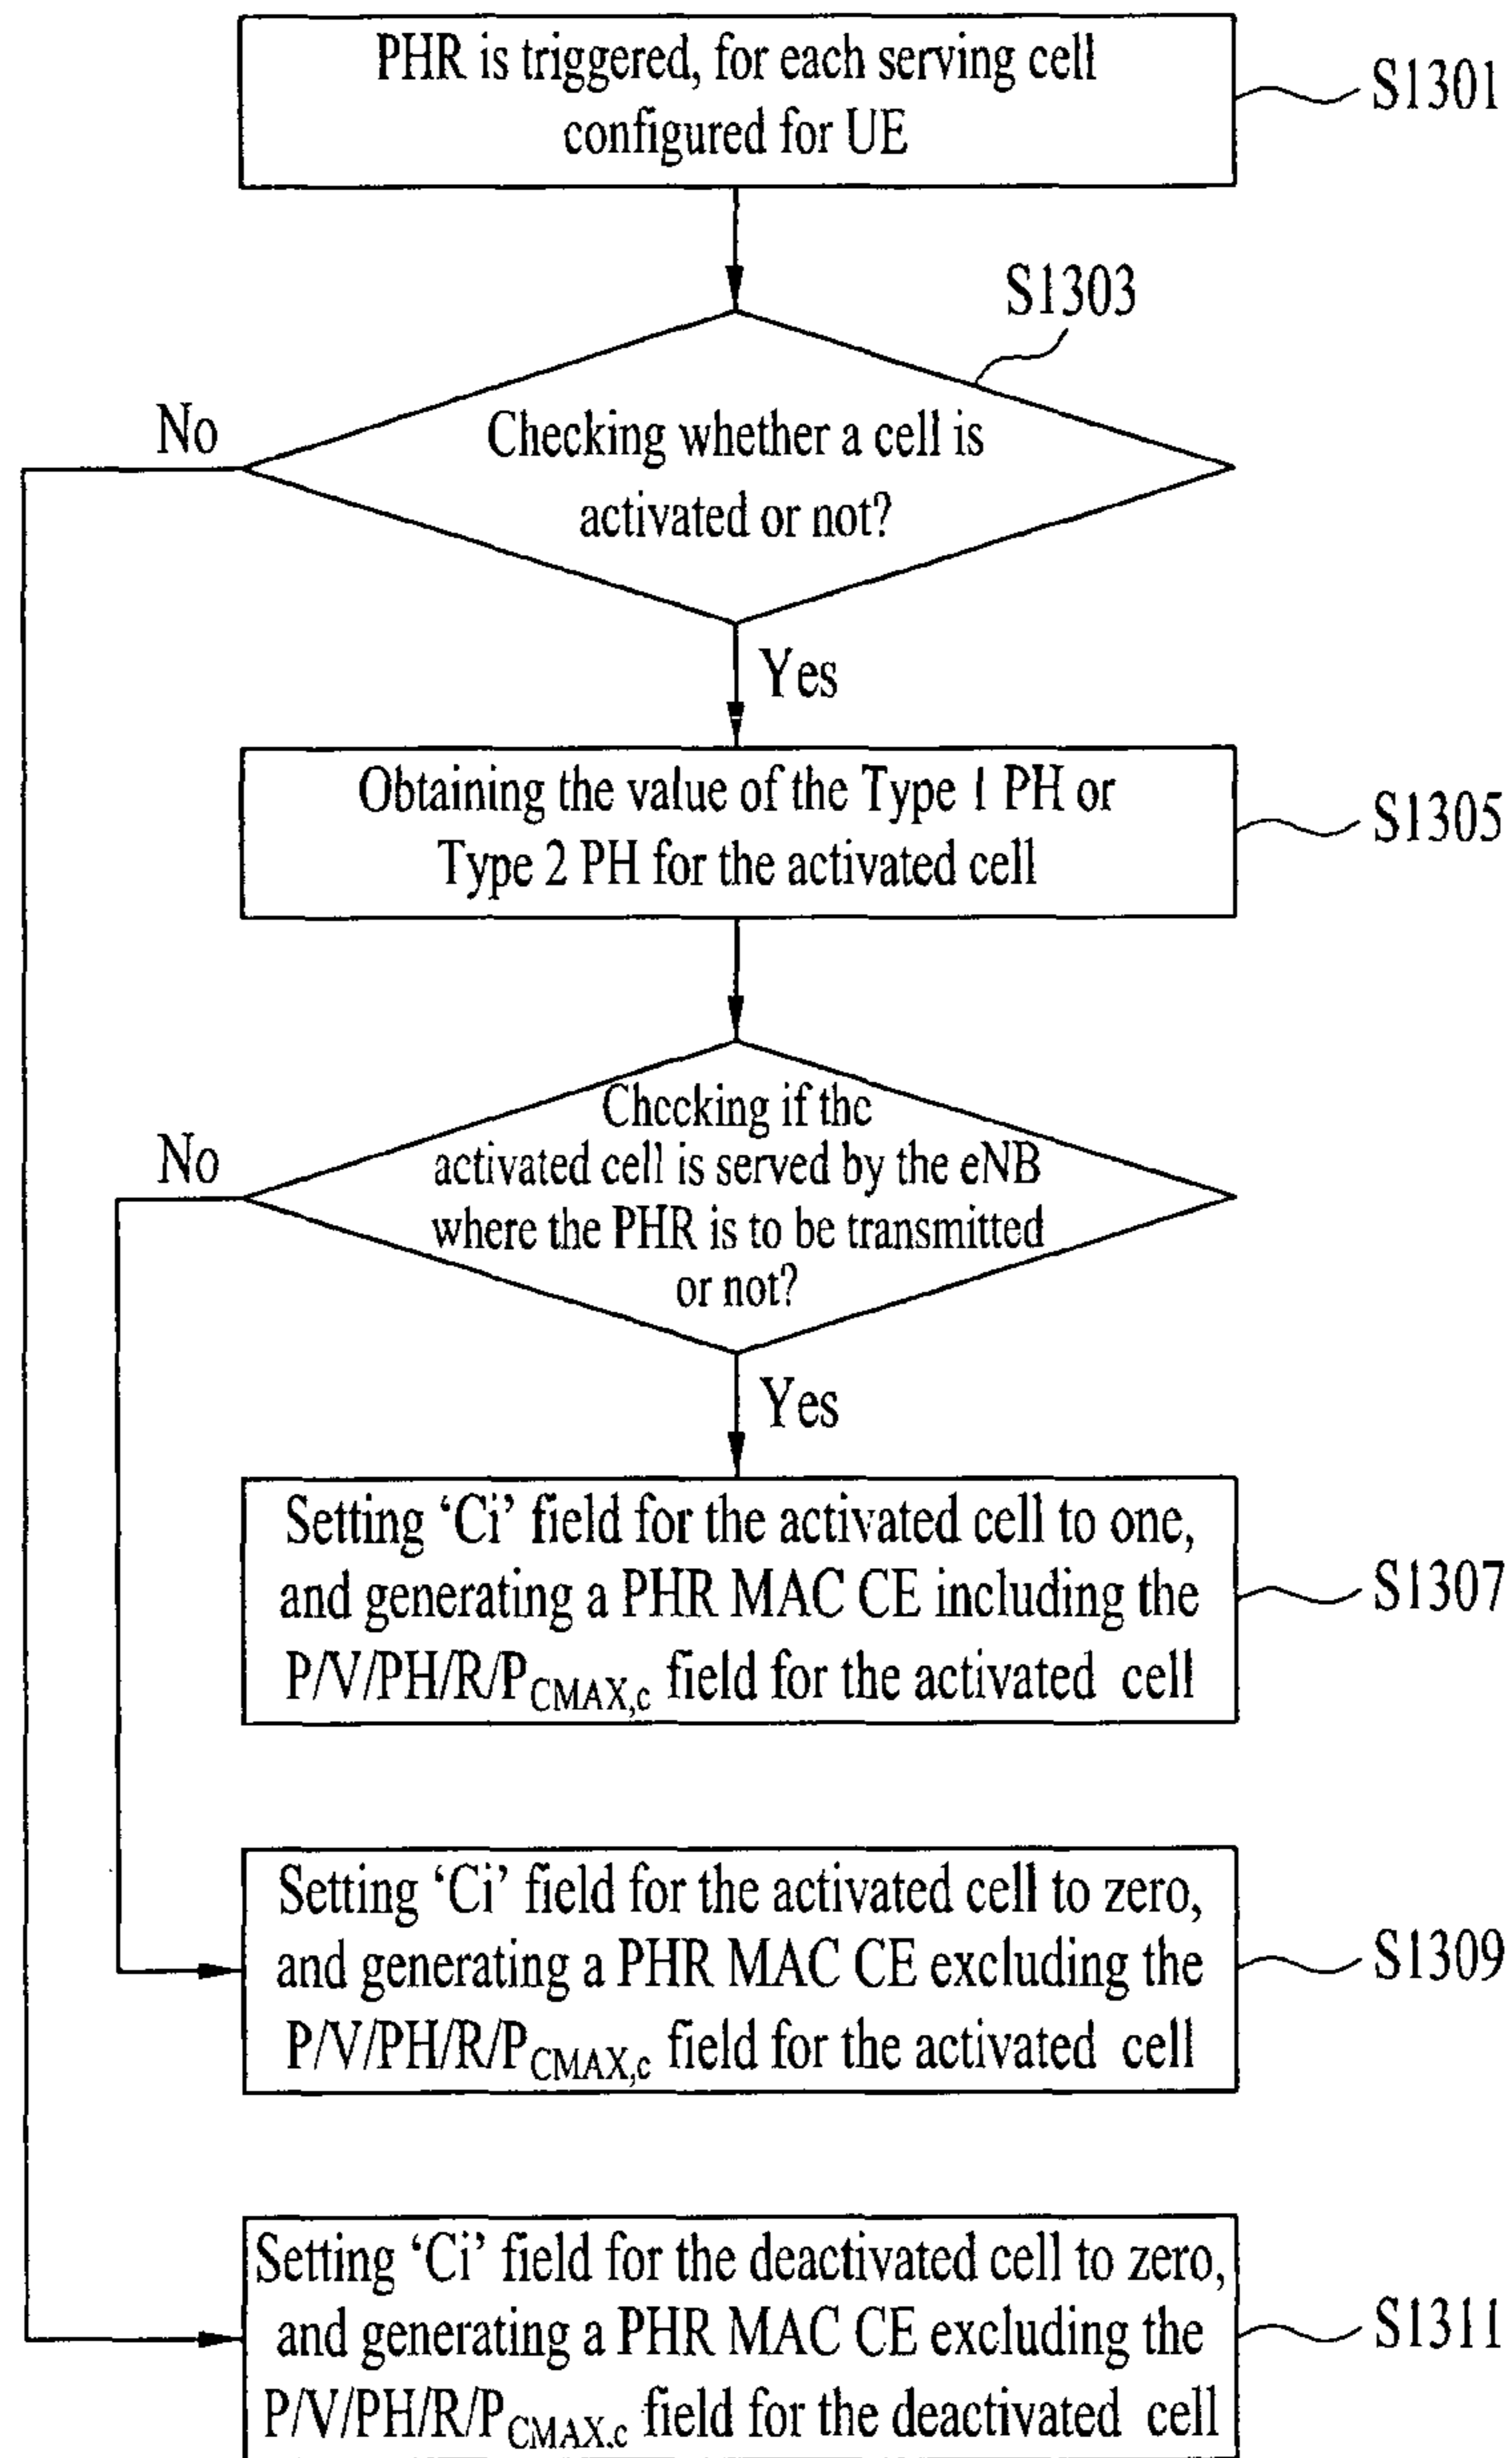 PHR is triggered, for each serving cell
configured for UE
S1301
S1303
No
Checking whether a cell is
activated or not?
Yes
Obtaining the value of the Type 1 PH or
Type 2 PH for the activated cell
S1305
Checking if the
No
activated cell is served by the eNB
where the PHR is to be transmitted
or not?
Yes
Setting ‘Ci’ field for the activated cell to one,
and generating a PHR MAC CE including the
P/V/PH/R/PCMAX,c field for the activated cell
S1307
Setting ‘Ci’ field for the activated cell to zero,
and generating a PHR MAC CE excluding the
P/V/PH/R/PCMAX,c field for the activated cell
S1309
Setting ‘Ci’ field for the deactivated cell to zero,
and generating a PHR MAC CE excluding the
P/V/PH/R/PCMAX,c field for the deactivated cell
S1311